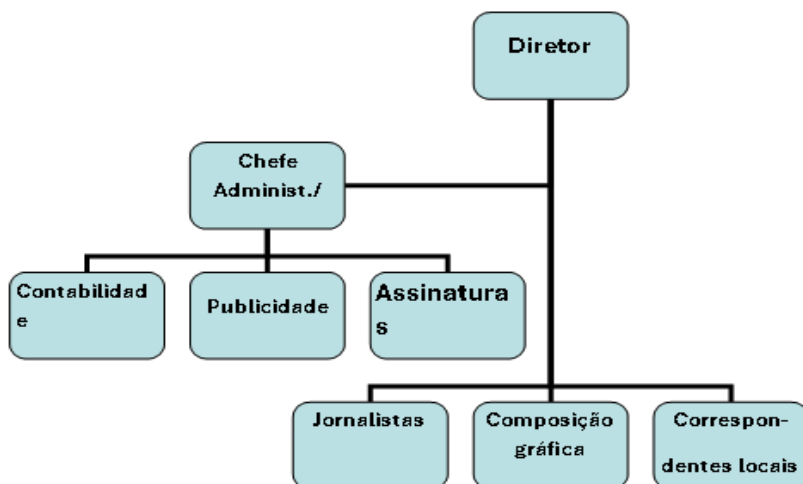 Diretor
Chefe
Administ./
Contabilidad
e
Publicidade
Assinatura
s
Jornalistas
Composição
gráfica
Correspon-
dentes locais